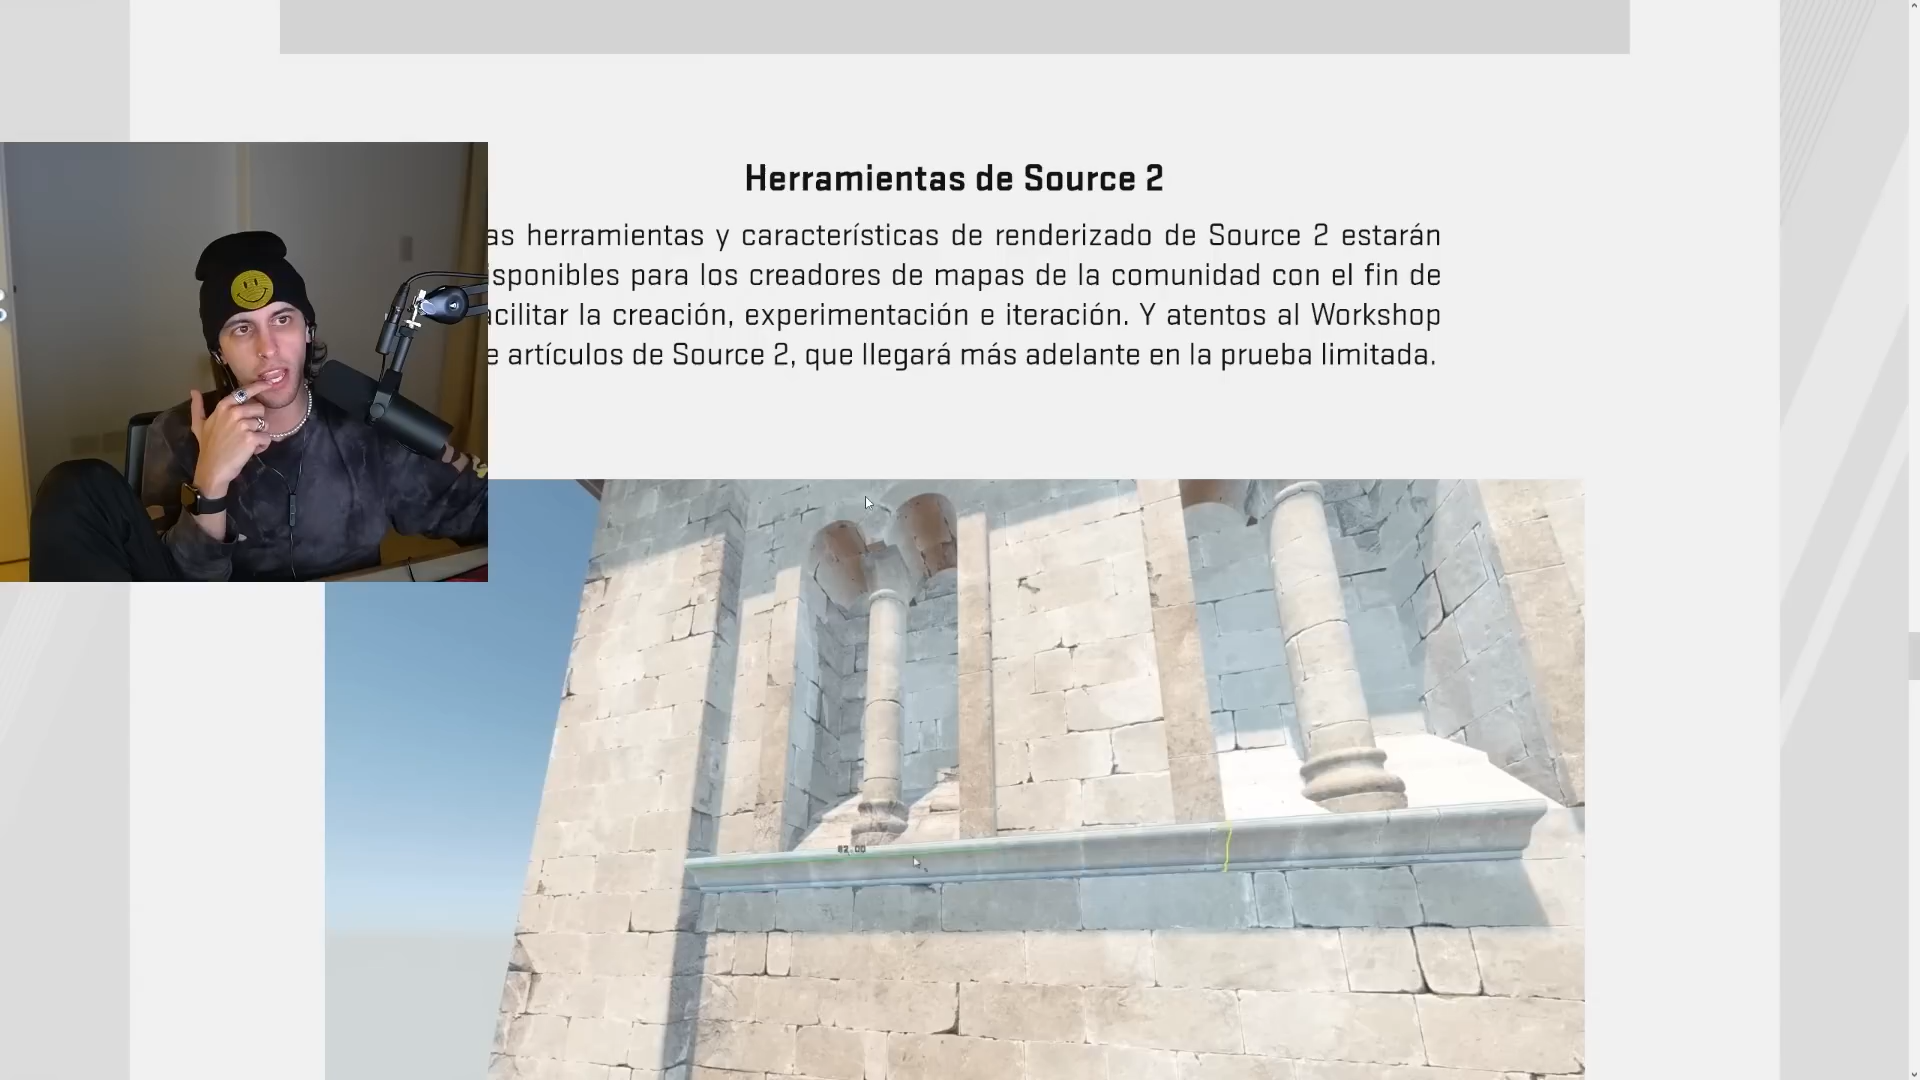 Herramientas de Source 2
as herramientas y características de renderizado de Source 2 estarán
isponibles para los creadores de mapas de la comunidad con el fin de
acilitar la creación, experimentación e iteración. Y atentos al Workshop
e artículos de Source 2, que llegará más adelante en la prueba limitada.
82.00